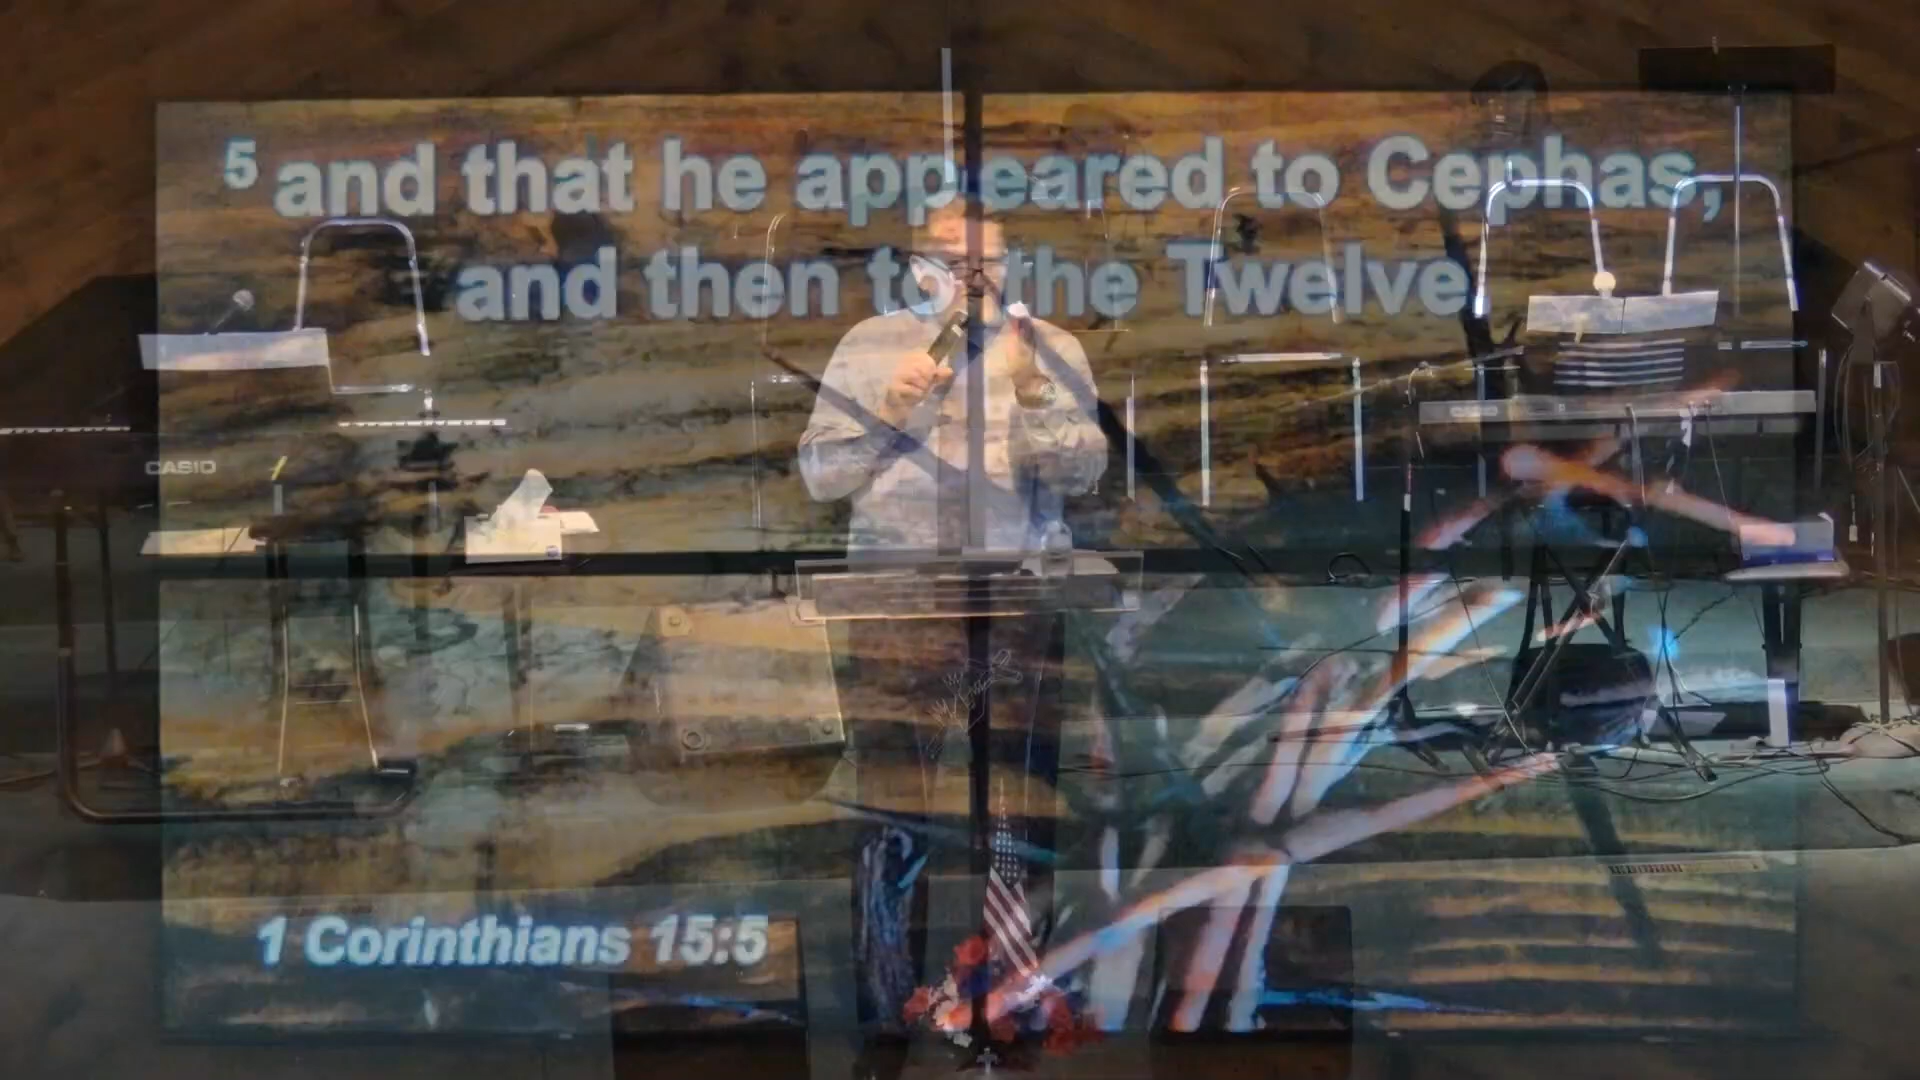 5 and that he appeared to Cephas,
and then to the Twelve
CASIO
CASIO
1 Corinthians 15:5